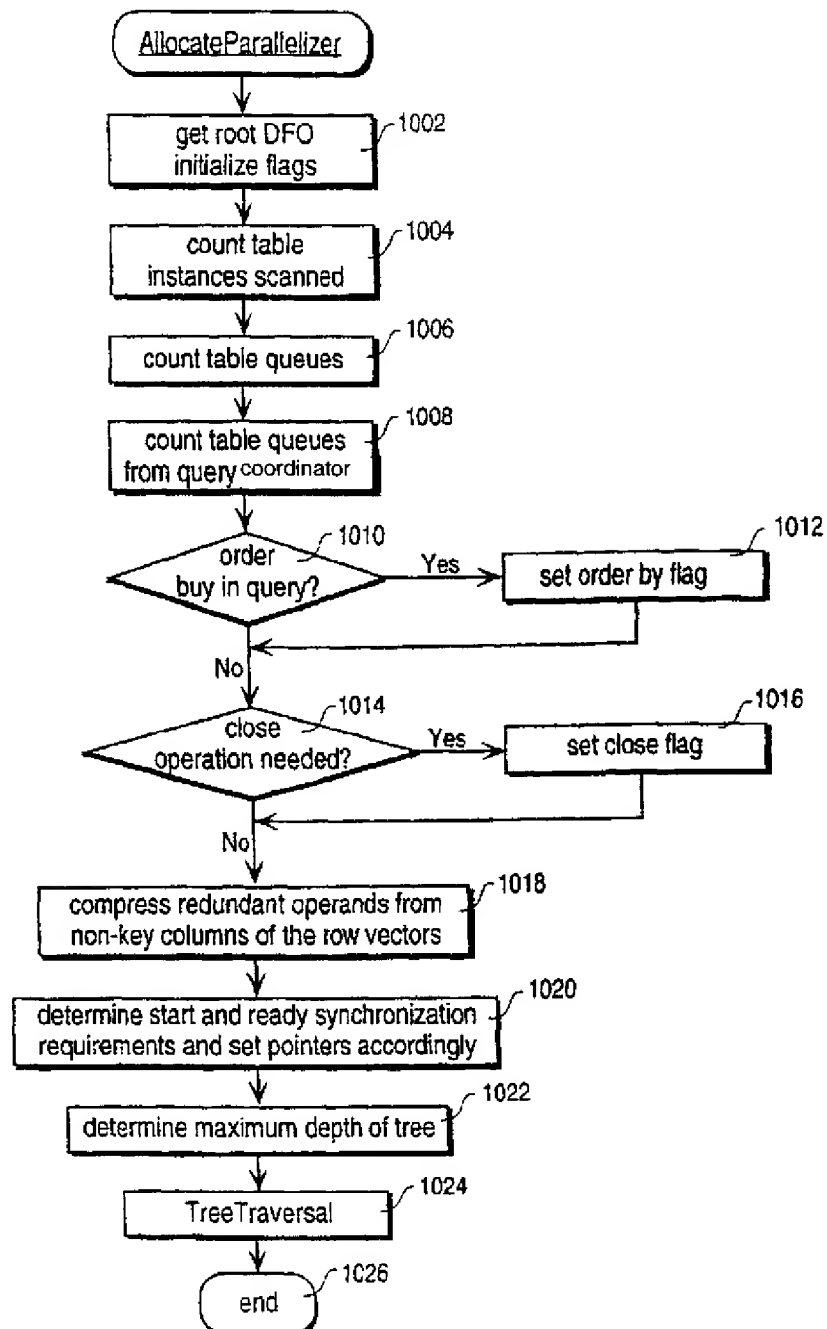 AllocateParallelizer
get root DFO
initialize flags
1002
count table
instances scanned
1004
count table queues
1006
count table queues
from query coordinator
1008
order
buy in query?
1010
Yes
set order by flag
1012
No
close
operation needed?
1014
Yes
set close flag
1016
No
compress redundant operands from
non-key columns of the row vectors
1018
determine start and ready synchronization
requirements and set pointers accordingly
1020
determine maximum depth of tree
1022
TreeTraversal
1024
end
1026